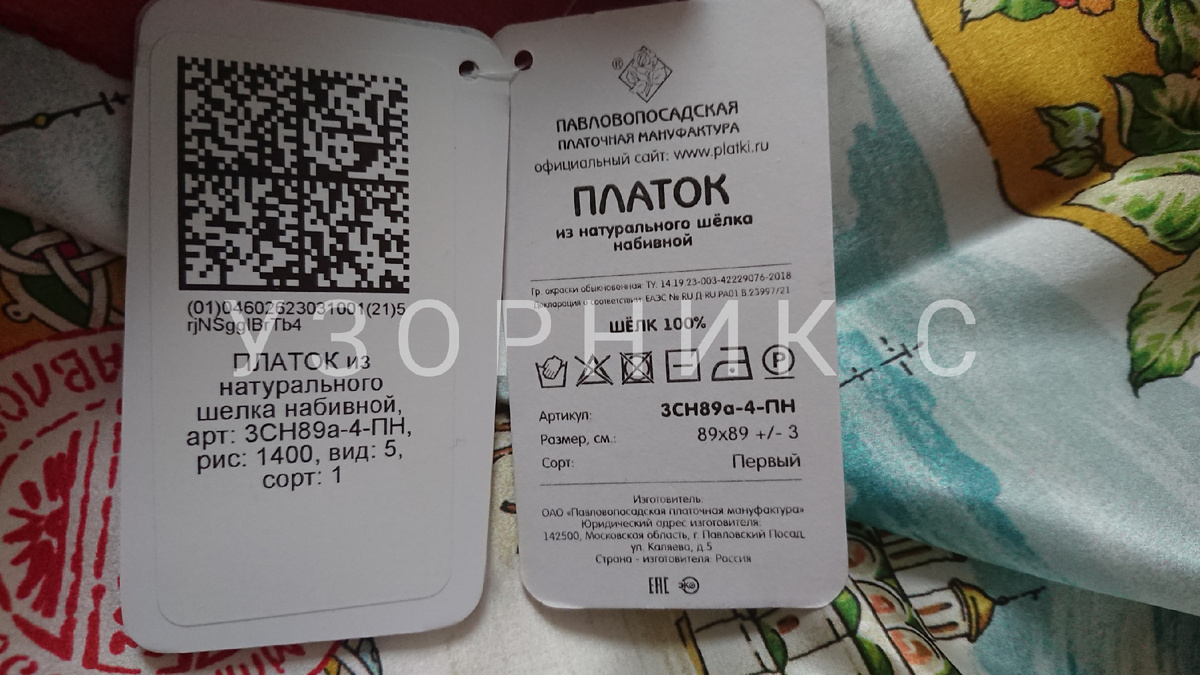 (01)04602623031001(21)5
rjNSgglBrTb4
ПЛАТОК из
натурального
шелка набивной,
арт: 3СН89а-4-ПН,
рис: 1400, вид: 5,
сорт: 1
®
ПАВЛОВОПОСАДСКАЯ
ПЛАТОЧНАЯ МАНУФАКТУРА
официальный сайт: www.platki.ru
ПЛАТОК
из натурального шёлка
набивной
Гр. окраски обыкновенная: ТУ. 14.19.23-003-42229076-2018
Декларация о соответствии: ЕАЭС № RU Д-RU.РА01.В.23997/21
ШЁЛК 100%
P
Артикул: 3СН89а-4-ПН
Размер, см.: 89х89 +/- 3
Сорт: Первый
Изготовитель:
ОАО «Павловопосадская платочная мануфактура»
Юридический адрес изготовителя:
142500, Московская область, г. Павловский Посад,
ул. Каляева, д.5
Страна - изготовителя: Россия
ЕАС ЭКО
УЗОРНИК С